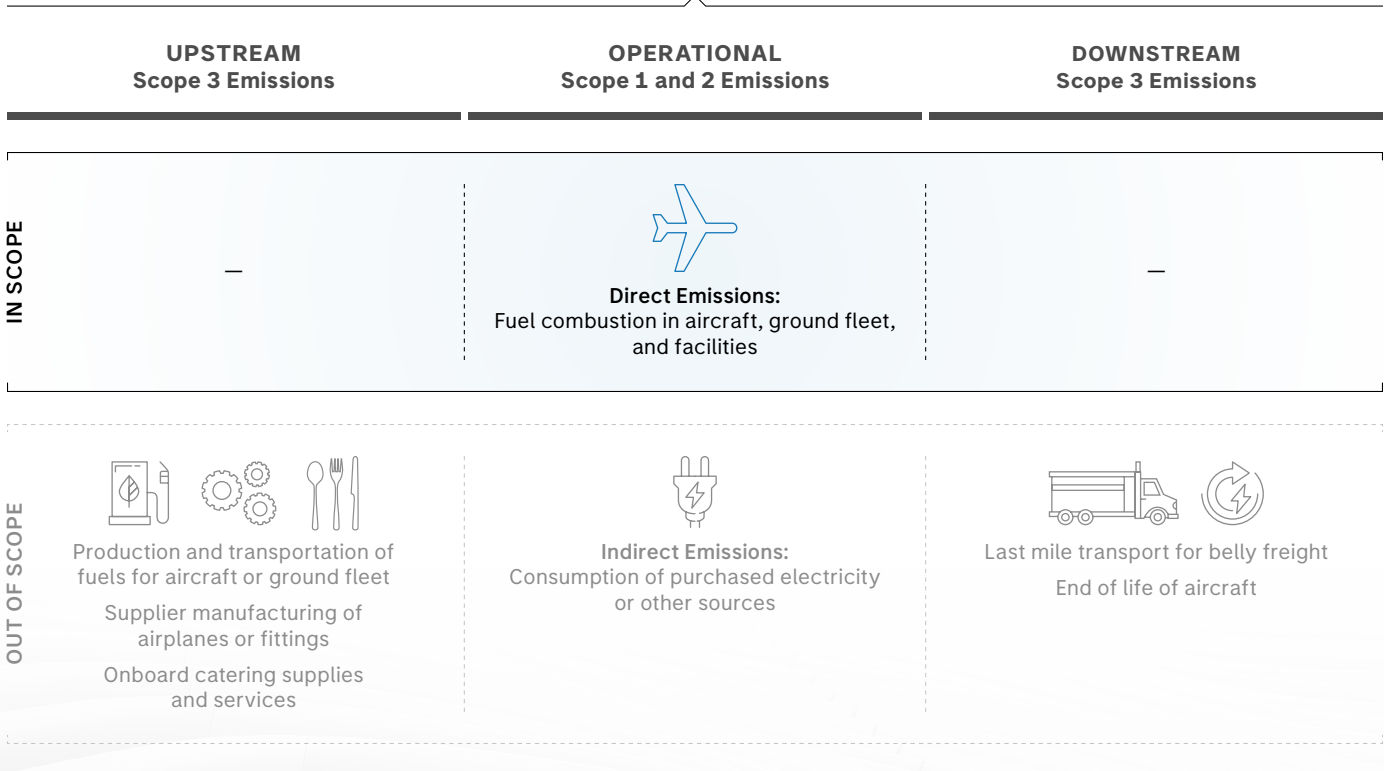 UPSTREAM
Scope 3 Emissions
OPERATIONAL
Scope 1 and 2 Emissions
DOWNSTREAM
Scope 3 Emissions
IN SCOPE
—
Direct Emissions:
Fuel combustion in aircraft, ground fleet,
and facilities
—
OUT OF SCOPE
Production and transportation of
fuels for aircraft or ground fleet
Supplier manufacturing of
airplanes or fittings
Onboard catering supplies
and services
Indirect Emissions:
Consumption of purchased electricity
or other sources
Last mile transport for belly freight
End of life of aircraft